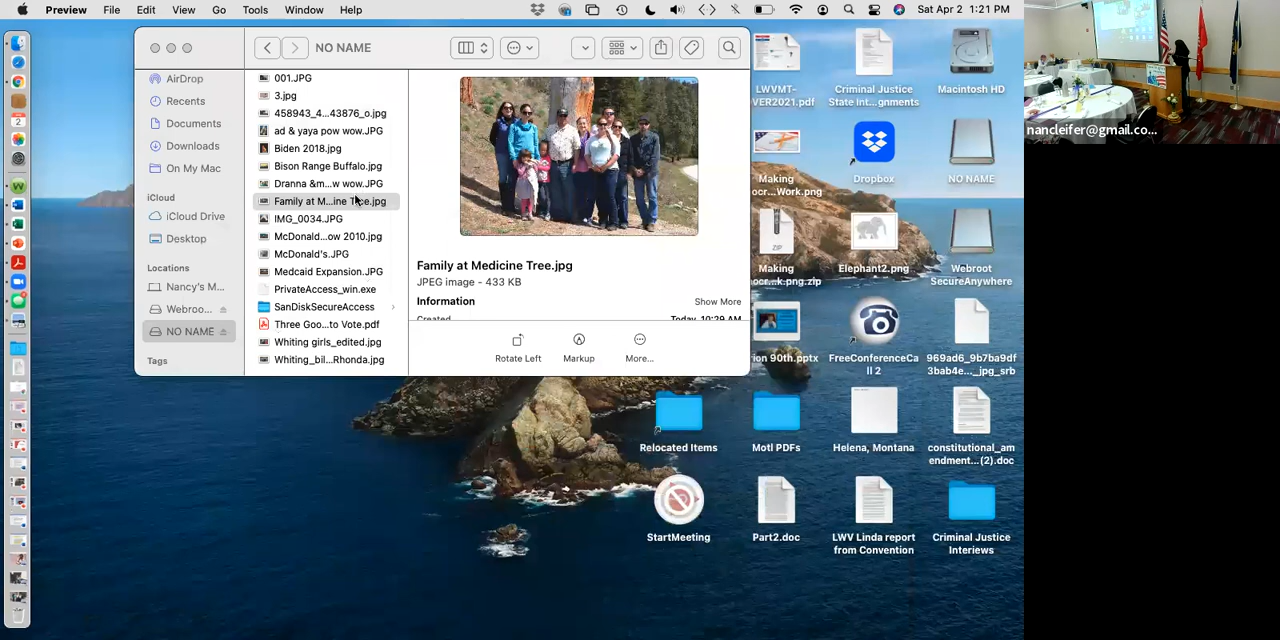 Preview File Edit View Go Tools Window Help
Sat Apr 2 1:21 PM
NO NAME
AirDrop
Recents
Documents
Downloads
On My Mac
iCloud
iCloud Drive
Desktop
Locations
Nancy's M...
Webroo...
NO NAME
Tags
001.JPG
3.jpg
458943_4...43876_o.jpg
ad & yaya pow wow.JPG
Biden 2018.jpg
Bison Range Buffalo.jpg
Dranna &m...w wow.JPG
Family at M...ine Tree.jpg
IMG_0034.JPG
McDonald...ow 2010.jpg
McDonald's.JPG
Medcaid Expansion.JPG
PrivateAccess_win.exe
SanDiskSecureAccess
Three Goo...to Vote.pdf
Whiting girls_edited.jpg
Whiting_bil...Rhonda.jpg
Family at Medicine Tree.jpg
JPEG image - 433 KB
Information Show More
Created Today, 10:29 AM
Rotate Left Markup More...
LWVMT-
VER2021.pdf
Criminal Justice
State int...gnments
Macintosh HD
Making
ocr...Work.png
Dropbox
NO NAME
ZIP
Making
ocr...k.png.zip
Elephant2.png
Webroot
SecureAnywhere
rion 90th.pptx
FreeConferenceCa
ll 2
969ad6_9b7ba9df
3bab4e..._jpg_srb
Relocated Items
Motl PDFs
Helena, Montana
constitutional_am
endment...(2).doc
StartMeeting
Part2.doc
LWV Linda report
from Convention
Criminal Justice
Interiews
nancleifer@gmail.co...